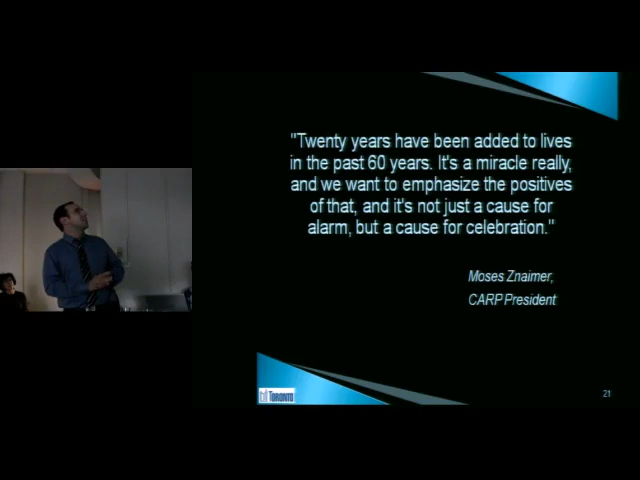 "Twenty years have been added to lives
in the past 60 years. It's a miracle really,
and we want to emphasize the positives
of that, and it's not just a cause for
alarm, but a cause for celebration."
Moses Znaimer,
CARP President
TORONTO
21